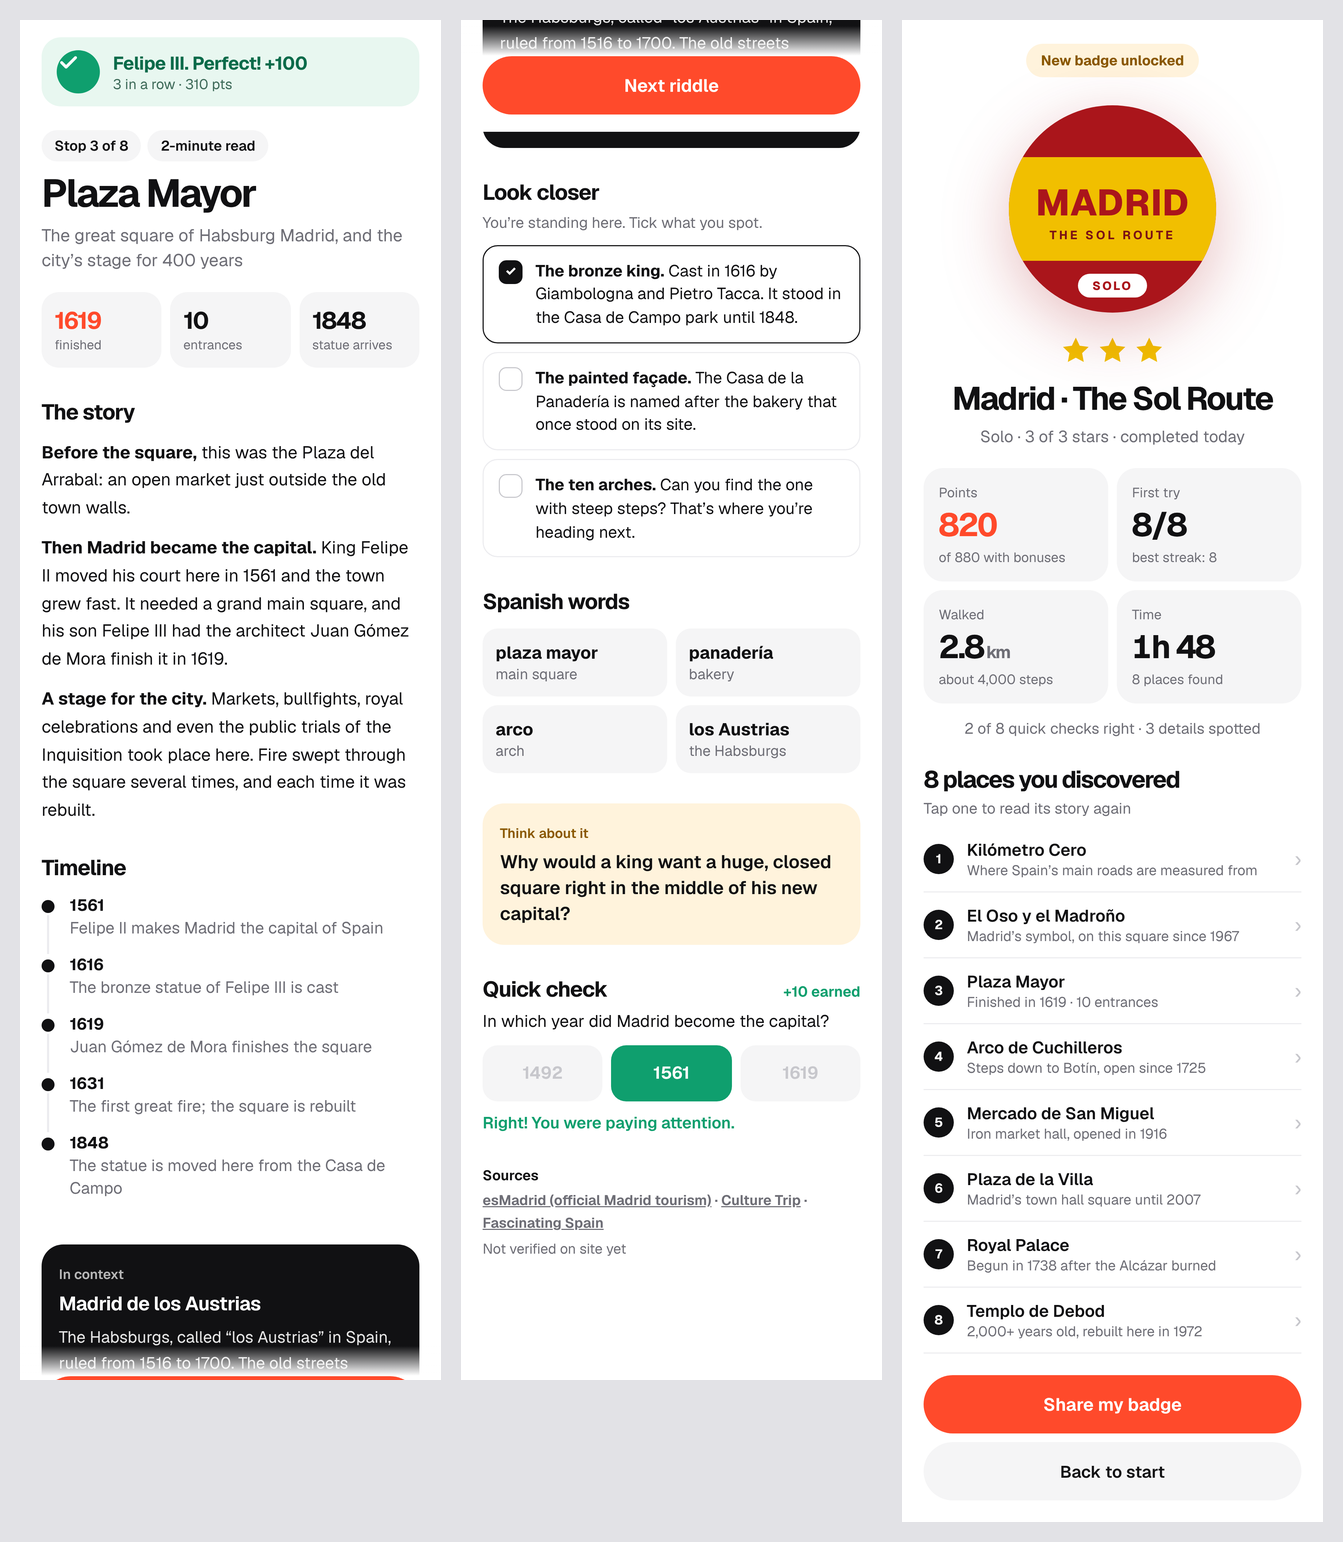 Felipe III. Perfect! +100
3 in a row · 310 pts
Stop 3 of 8
2-minute read
Plaza Mayor
The great square of Habsburg Madrid, and the
city’s stage for 400 years
1619
finished
10
entrances
1848
statue arrives
The story
Before the square, this was the Plaza del
Arrabal: an open market just outside the old
town walls.
Then Madrid became the capital. King Felipe
II moved his court here in 1561 and the town
grew fast. It needed a grand main square, and
his son Felipe III had the architect Juan Gómez
de Mora finish it in 1619.
A stage for the city. Markets, bullfights, royal
celebrations and even the public trials of the
Inquisition took place here. Fire swept through
the square several times, and each time it was
rebuilt.
Timeline
1561
Felipe II makes Madrid the capital of Spain
1616
The bronze statue of Felipe III is cast
1619
Juan Gómez de Mora finishes the square
1631
The first great fire; the square is rebuilt
1848
The statue is moved here from the Casa de
Campo
In context
Madrid de los Austrias
The Habsburgs, called “los Austrias” in Spain,
ruled from 1516 to 1700. The old streets
The Habsburgs, called “los Austrias” in Spain,
ruled from 1516 to 1700. The old streets
Next riddle
Look closer
You’re standing here. Tick what you spot.
The bronze king. Cast in 1616 by
Giambologna and Pietro Tacca. It stood in
the Casa de Campo park until 1848.
The painted façade. The Casa de la
Panadería is named after the bakery that
once stood on its site.
The ten arches. Can you find the one
with steep steps? That’s where you’re
heading next.
Spanish words
plaza mayor
main square
panadería
bakery
arco
arch
los Austrias
the Habsburgs
Think about it
Why would a king want a huge, closed
square right in the middle of his new
capital?
Quick check
+10 earned
In which year did Madrid become the capital?
1492
1561
1619
Right! You were paying attention.
Sources
esMadrid (official Madrid tourism) · Culture Trip ·
Fascinating Spain
Not verified on site yet
New badge unlocked
MADRID
THE SOL ROUTE
SOLO
Madrid · The Sol Route
Solo · 3 of 3 stars · completed today
Points
820
of 880 with bonuses
First try
8/8
best streak: 8
Walked
2.8 km
about 4,000 steps
Time
1h 48
8 places found
2 of 8 quick checks right · 3 details spotted
8 places you discovered
Tap one to read its story again
1
Kilómetro Cero
Where Spain’s main roads are measured from
2
El Oso y el Madroño
Madrid’s symbol, on this square since 1967
3
Plaza Mayor
Finished in 1619 · 10 entrances
4
Arco de Cuchilleros
Steps down to Botín, open since 1725
5
Mercado de San Miguel
Iron market hall, opened in 1916
6
Plaza de la Villa
Madrid’s town hall square until 2007
7
Royal Palace
Begun in 1738 after the Alcázar burned
8
Templo de Debod
2,000+ years old, rebuilt here in 1972
Share my badge
Back to start